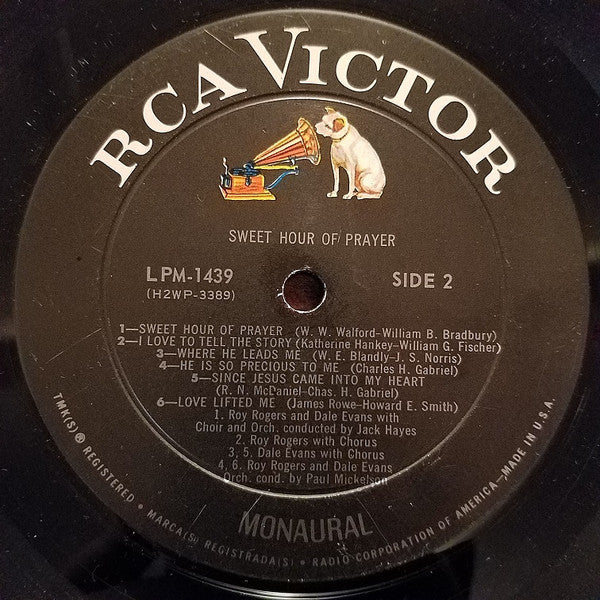 RCA VICTOR
SWEET HOUR OF PRAYER
LPM-1439
SIDE 2
(H2WP-3389)
1—SWEET HOUR OF PRAYER (W. W. Walford-William B. Bradbury)
2—I LOVE TO TELL THE STORY (Katherine Hankey-William G. Fischer)
3—WHERE HE LEADS ME (W. E. Blandly-J. S. Norris)
4—HE IS SO PRECIOUS TO ME (Charles H. Gabriel)
5—SINCE JESUS CAME INTO MY HEART
(R. N. McDaniel-Chas. H. Gabriel)
6—LOVE LIFTED ME (James Rowe-Howard E. Smith)
1. Roy Rogers and Dale Evans with
Choir and Orch. conducted by Jack Hayes
2. Roy Rogers with Chorus
3, 5. Dale Evans with Chorus
4, 6. Roy Rogers and Dale Evans
Orch. cond. by Paul Mickelson
MONAURAL
TMK(S) ® REGISTERED • MARCA(S) REGISTRADA(S) • RADIO CORPORATION OF AMERICA—MADE IN U.S.A.